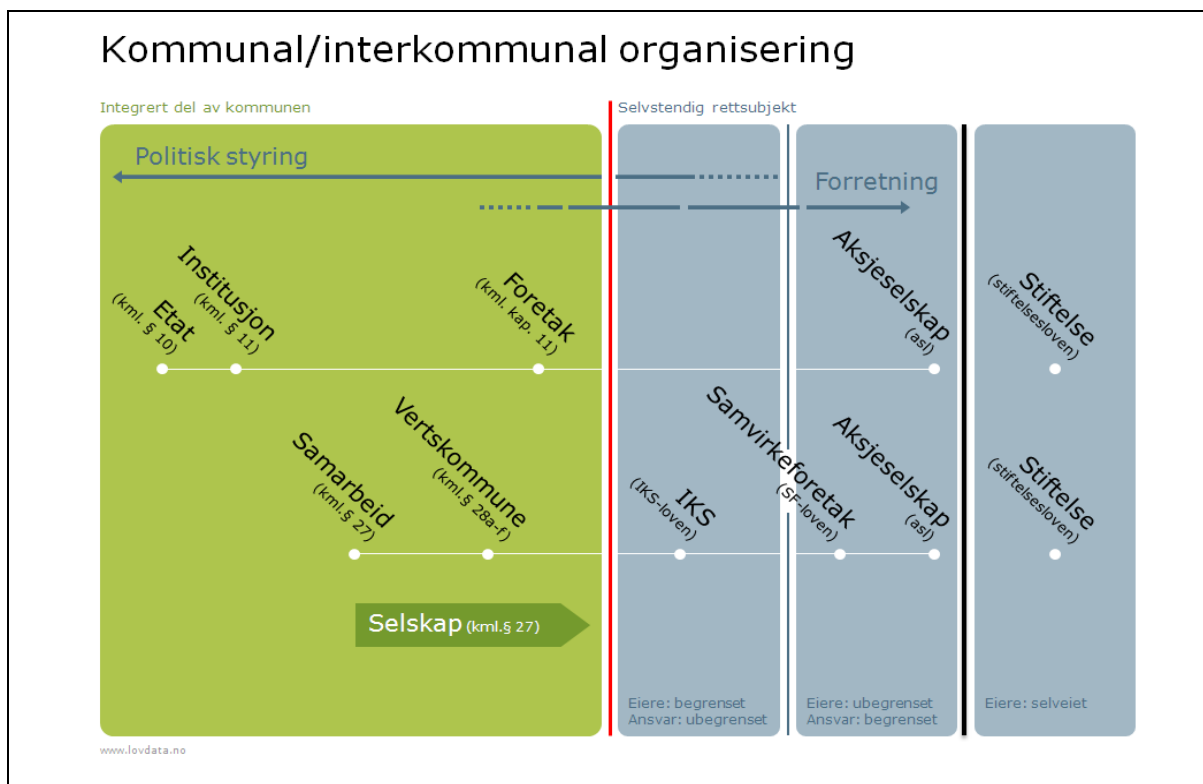 Kommunal/interkommunal organisering
Integrert del av kommunen
Selvstendig rettsubjekt
Politisk styring
Forretning
Etat
(kml. § 10)
Institusjon
(kml. § 11)
Foretak
(kml. kap. 11)
Aksjeselskap
(asl)
Stiftelse
(stiftelsesloven)
Samarbeid
(kml.§ 27)
Vertskommune
(kml.§ 28a-f)
IKS
(IKS-loven)
Samvirkeforetak
(SF-loven)
Aksjeselskap
(asl)
Stiftelse
(stiftelsesloven)
Selskap (kml.§ 27)
Eiere: begrenset
Ansvar: ubegrenset
Eiere: ubegrenset
Ansvar: begrenset
Eiere: selveiet
www.lovdata.no